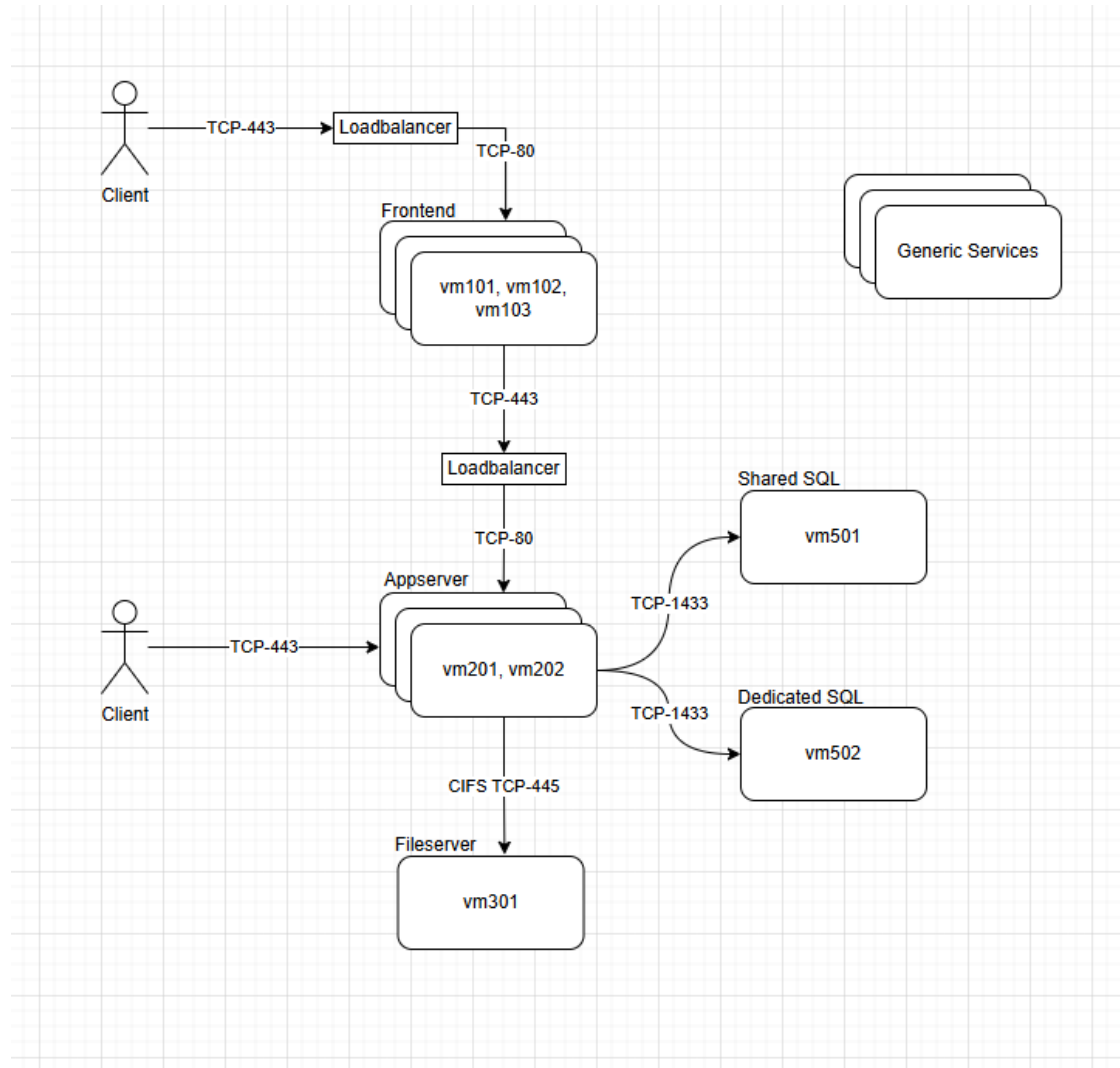 TCP-443
Loadbalancer
TCP-80
Client
Frontend
vm101, vm102,
vm103
Generic Services
TCP-443
Loadbalancer
TCP-80
Shared SQL
vm501
Appserver
TCP-1433
TCP-443
vm201, vm202
Client
Dedicated SQL
TCP-1433
vm502
CIFS TCP-445
Fileserver
vm301